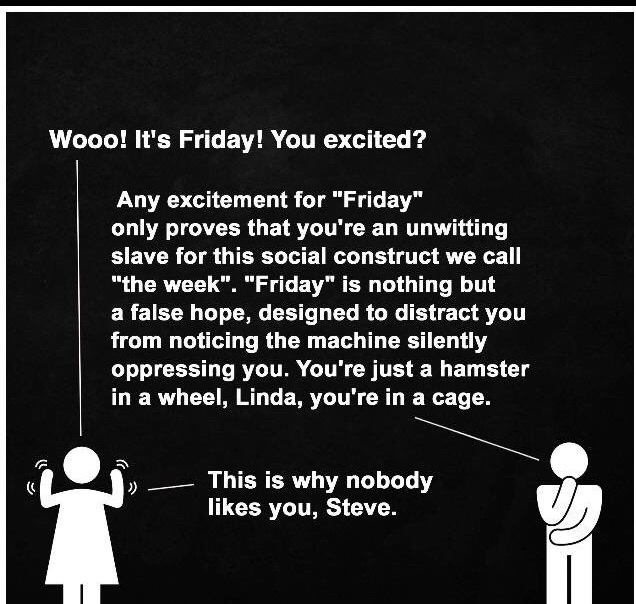 Wooo! It's Friday! You excited?
Any excitement for "Friday"
only proves that you're an unwitting
slave for this social construct we call
"the week". "Friday" is nothing but
a false hope, designed to distract you
from noticing the machine silently
oppressing you. You're just a hamster
in a wheel, Linda, you're in a cage.
This is why nobody
likes you, Steve.